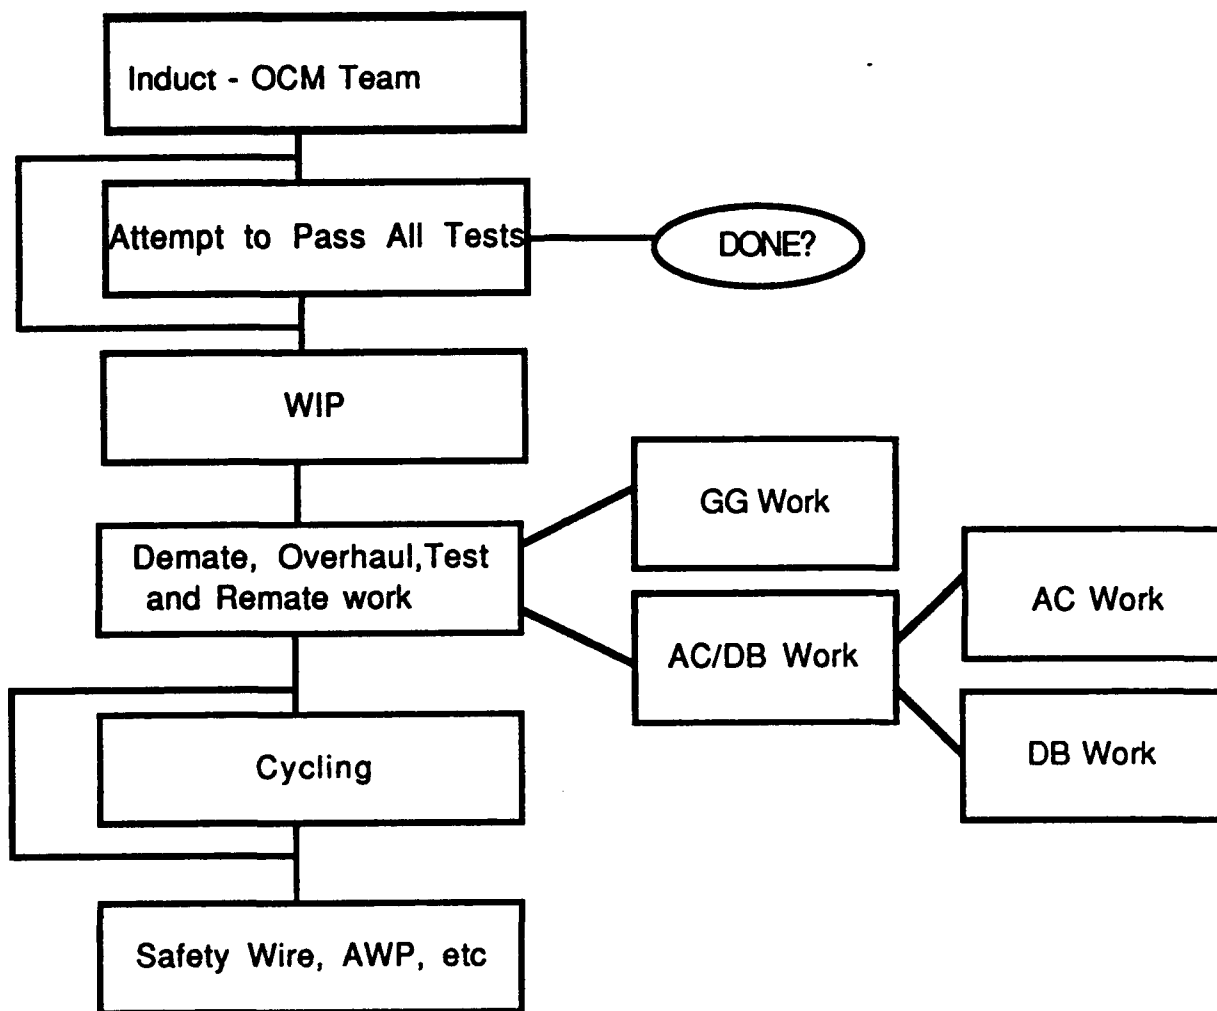 Induct - OCM Team
Attempt to Pass All Tests
DONE?
WIP
GG Work
Demate, Overhaul,Test
and Remate work
AC/DB Work
AC Work
DB Work
Cycling
Safety Wire, AWP, etc